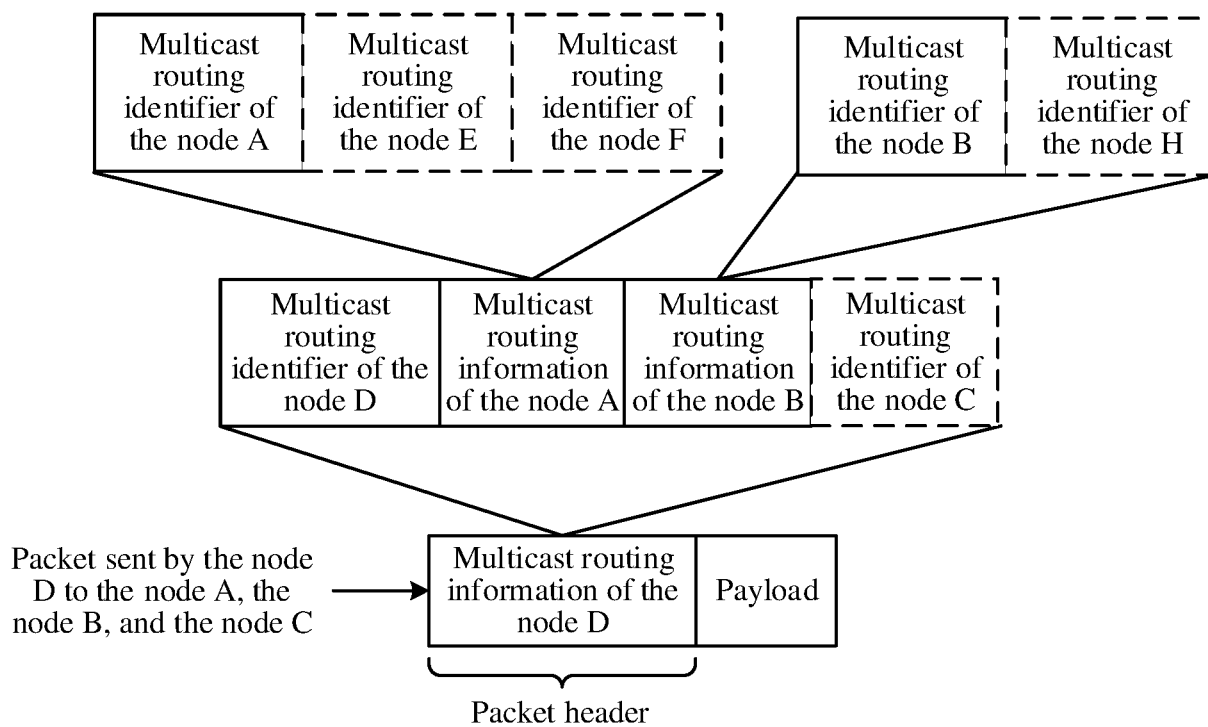 Multicast
routing
identifier of
the node A
Multicast
routing
identifier of
the node E
Multicast
routing
identifier of
the node F
Multicast
routing
identifier of
the node B
Multicast
routing
identifier of
the node H
Multicast
routing
identifier of the
node D
Multicast
routing
information
of the node A
Multicast
routing
information
of the node B
Multicast
routing
identifier of
the node C
Packet sent by the node
D to the node A, the
node B, and the node C
Multicast routing
information of the
node D
Payload
Packet header